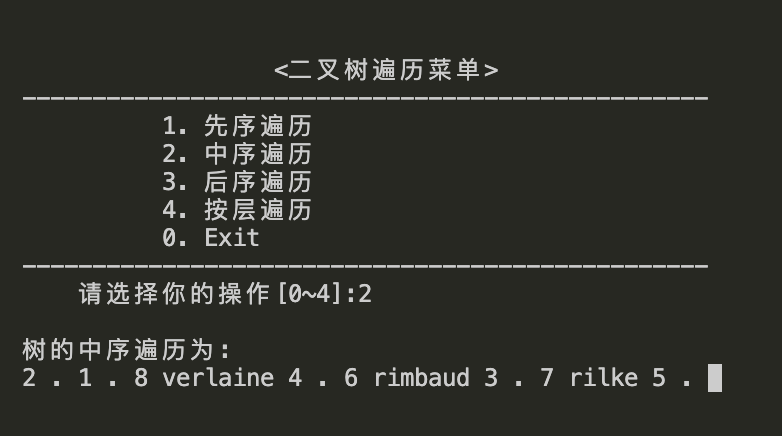 <二叉树遍历菜单>
1. 先序遍历
2. 中序遍历
3. 后序遍历
4. 按层遍历
0. Exit
请选择你的操作[0~4]:2
树的中序遍历为:
2 . 1 . 8 verlaine 4 . 6 rimbaud 3 . 7 rilke 5 .